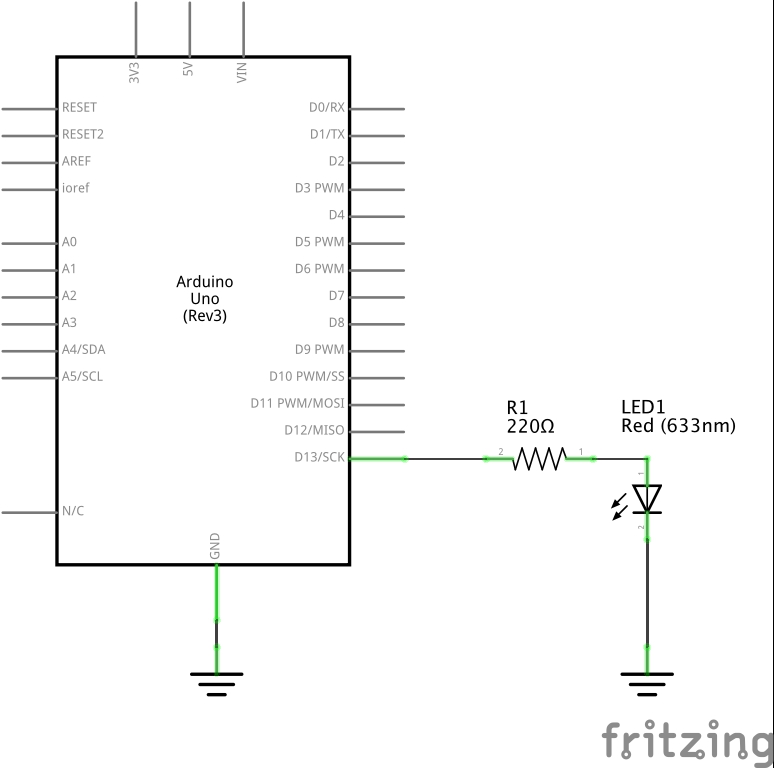 3V3
5V
VIN
RESET
RESET2
AREF
ioref
A0
A1
A2
A3
A4/SDA
A5/SCL
N/C
Arduino
Uno
(Rev3)
D0/RX
D1/TX
D2
D3 PWM
D4
D5 PWM
D6 PWM
D7
D8
D9 PWM
D10 PWM/SS
D11 PWM/MOSI
D12/MISO
D13/SCK
GND
R1
220Ω
2
1
LED1
Red (633nm)
1
2
fritzing